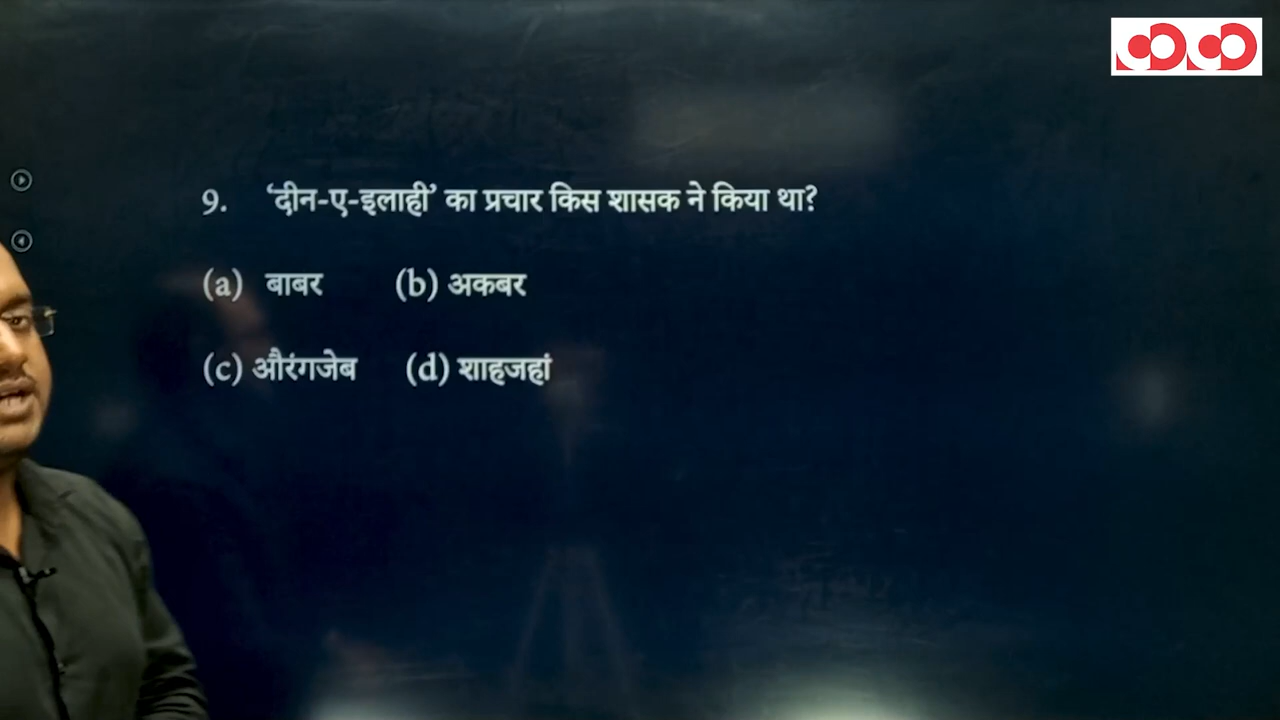 9. ‘दीन-ए-इलाही’ का प्रचार किस शासक ने किया था?
(a) बाबर (b) अकबर
(c) औरंगजेब (d) शाहजहां